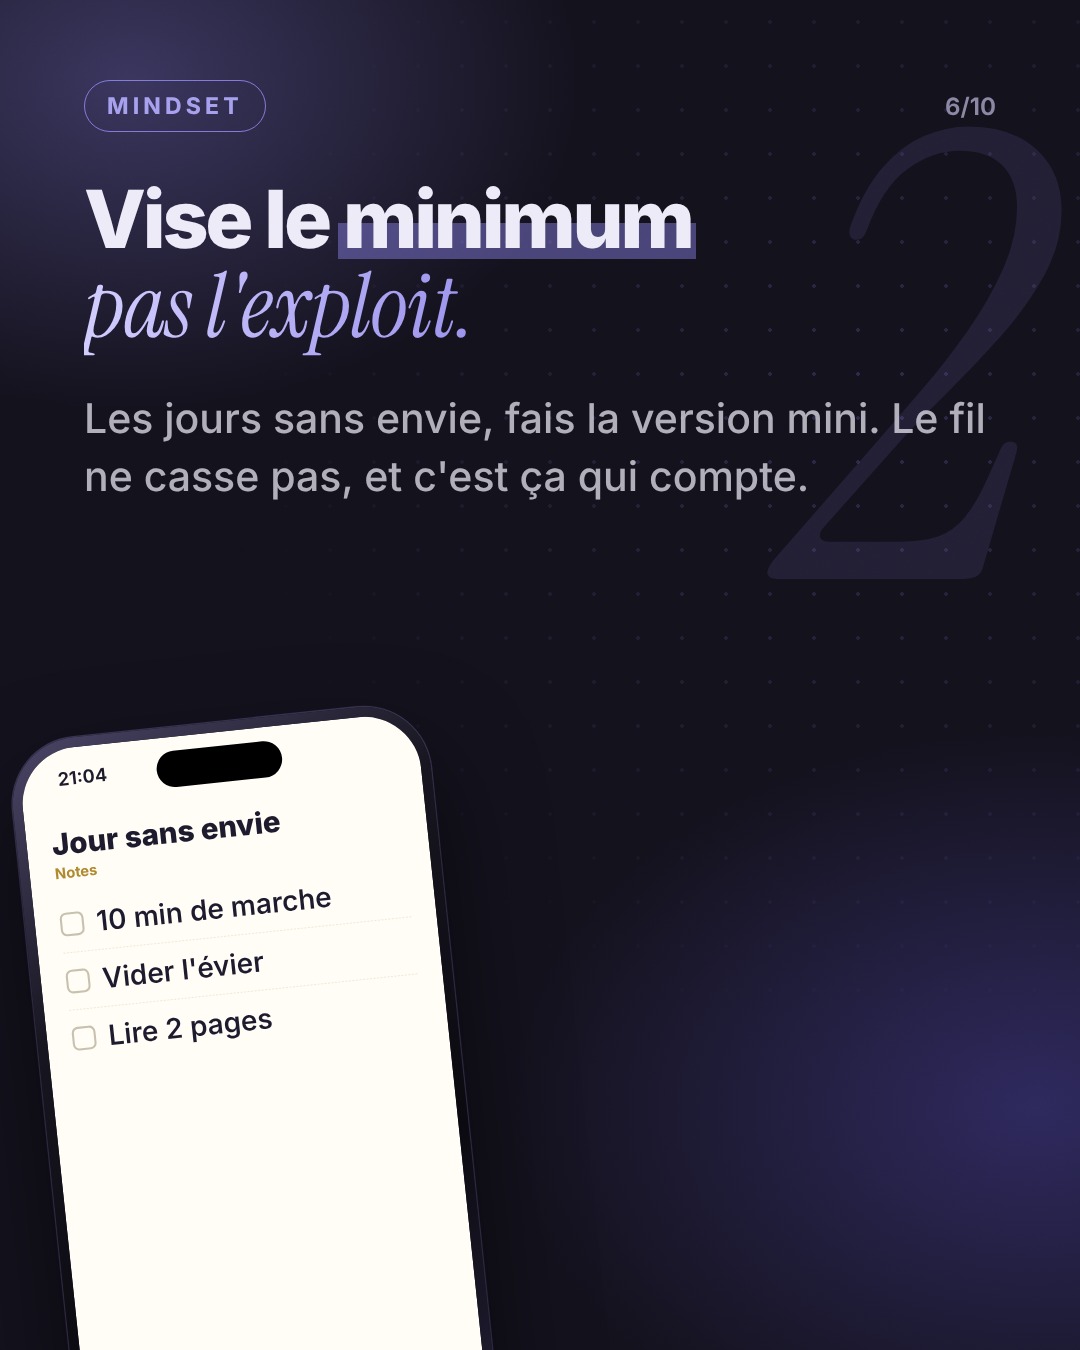 MINDSET
6/10
2
Vise le minimum
pas l'exploit.
Les jours sans envie, fais la version mini. Le fil
ne casse pas, et c'est ça qui compte.
21:04
Jour sans envie
Notes
10 min de marche
Vider l'évier
Lire 2 pages